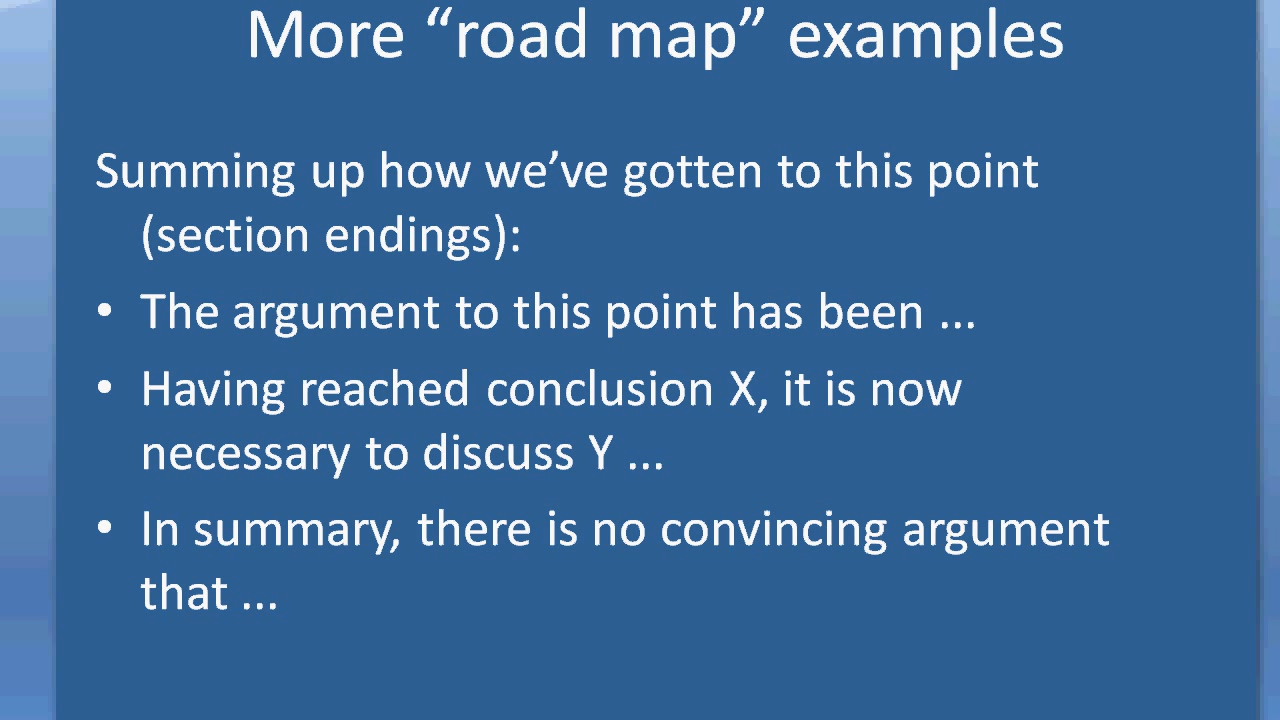 More “road map” examples
Summing up how we’ve gotten to this point
(section endings):
• The argument to this point has been ...
• Having reached conclusion X, it is now
necessary to discuss Y ...
• In summary, there is no convincing argument
that ...